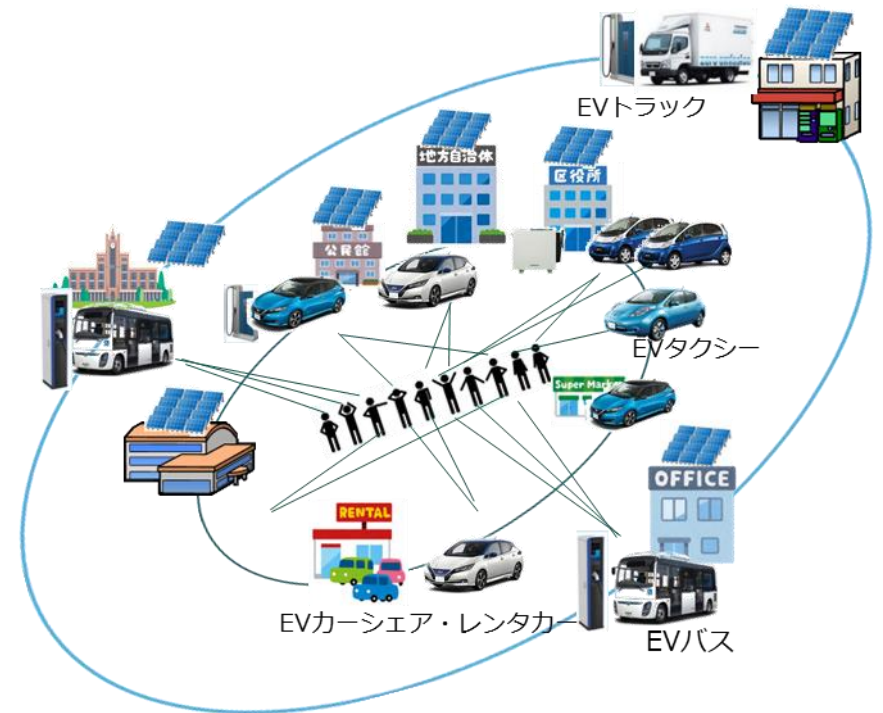 EVトラック
地方自治体
区役所
公民館
EVタクシー
Super Market
OFFICE
RENTAL
EVカーシェア・レンタカー
EVバス